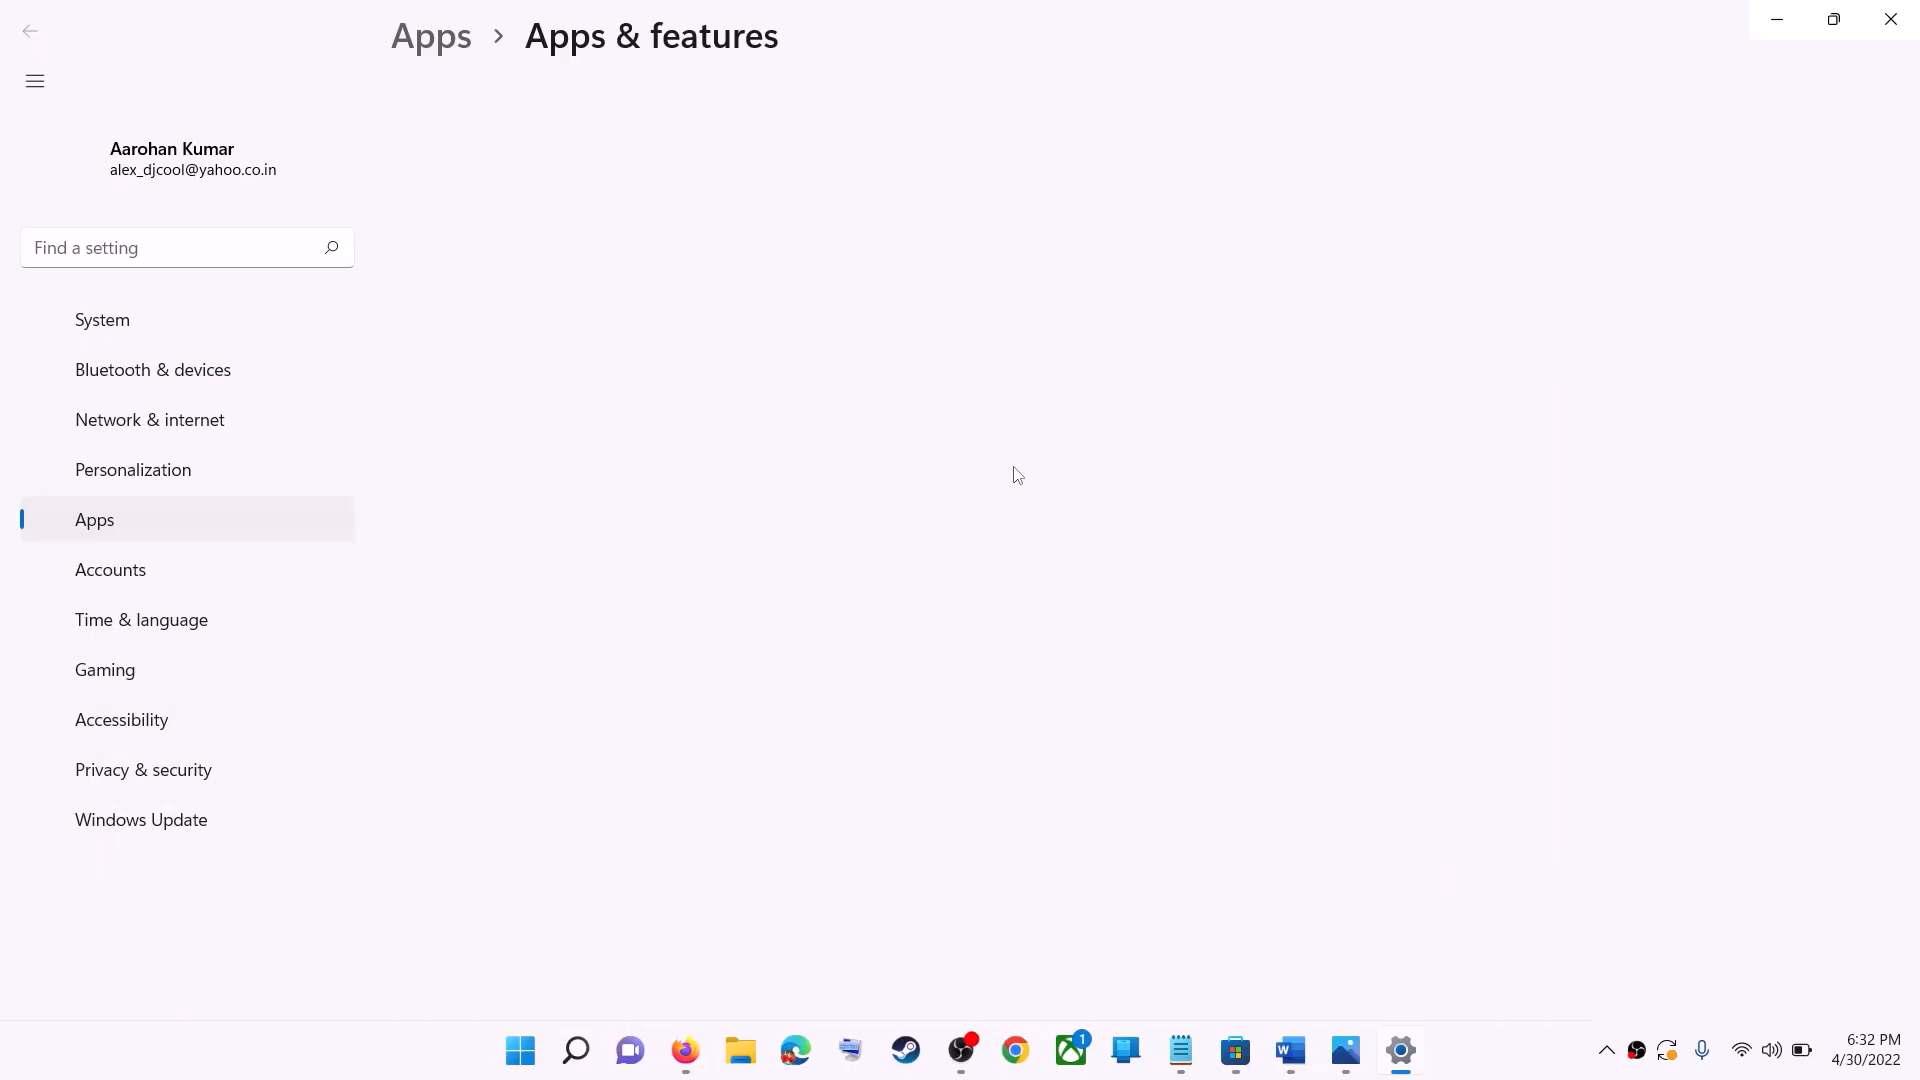 Apps > Apps & features
Aarohan Kumar
alex_djcool@yahoo.co.in
Find a setting
System
Bluetooth & devices
Network & internet
Personalization
Apps
Accounts
Time & language
Gaming
Accessibility
Privacy & security
Windows Update
1
6:32 PM
4/30/2022